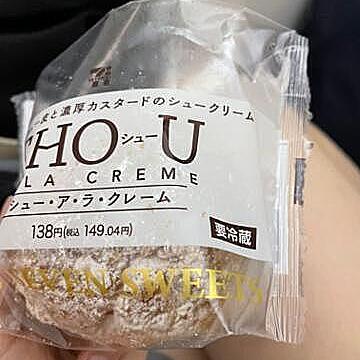 と濃厚カスタードのシュークリーム
CHOU
シュー
LA CREME
シュー・ア・ラ・クレーム
138円(税込 149.04円)
要冷蔵
SWEETS